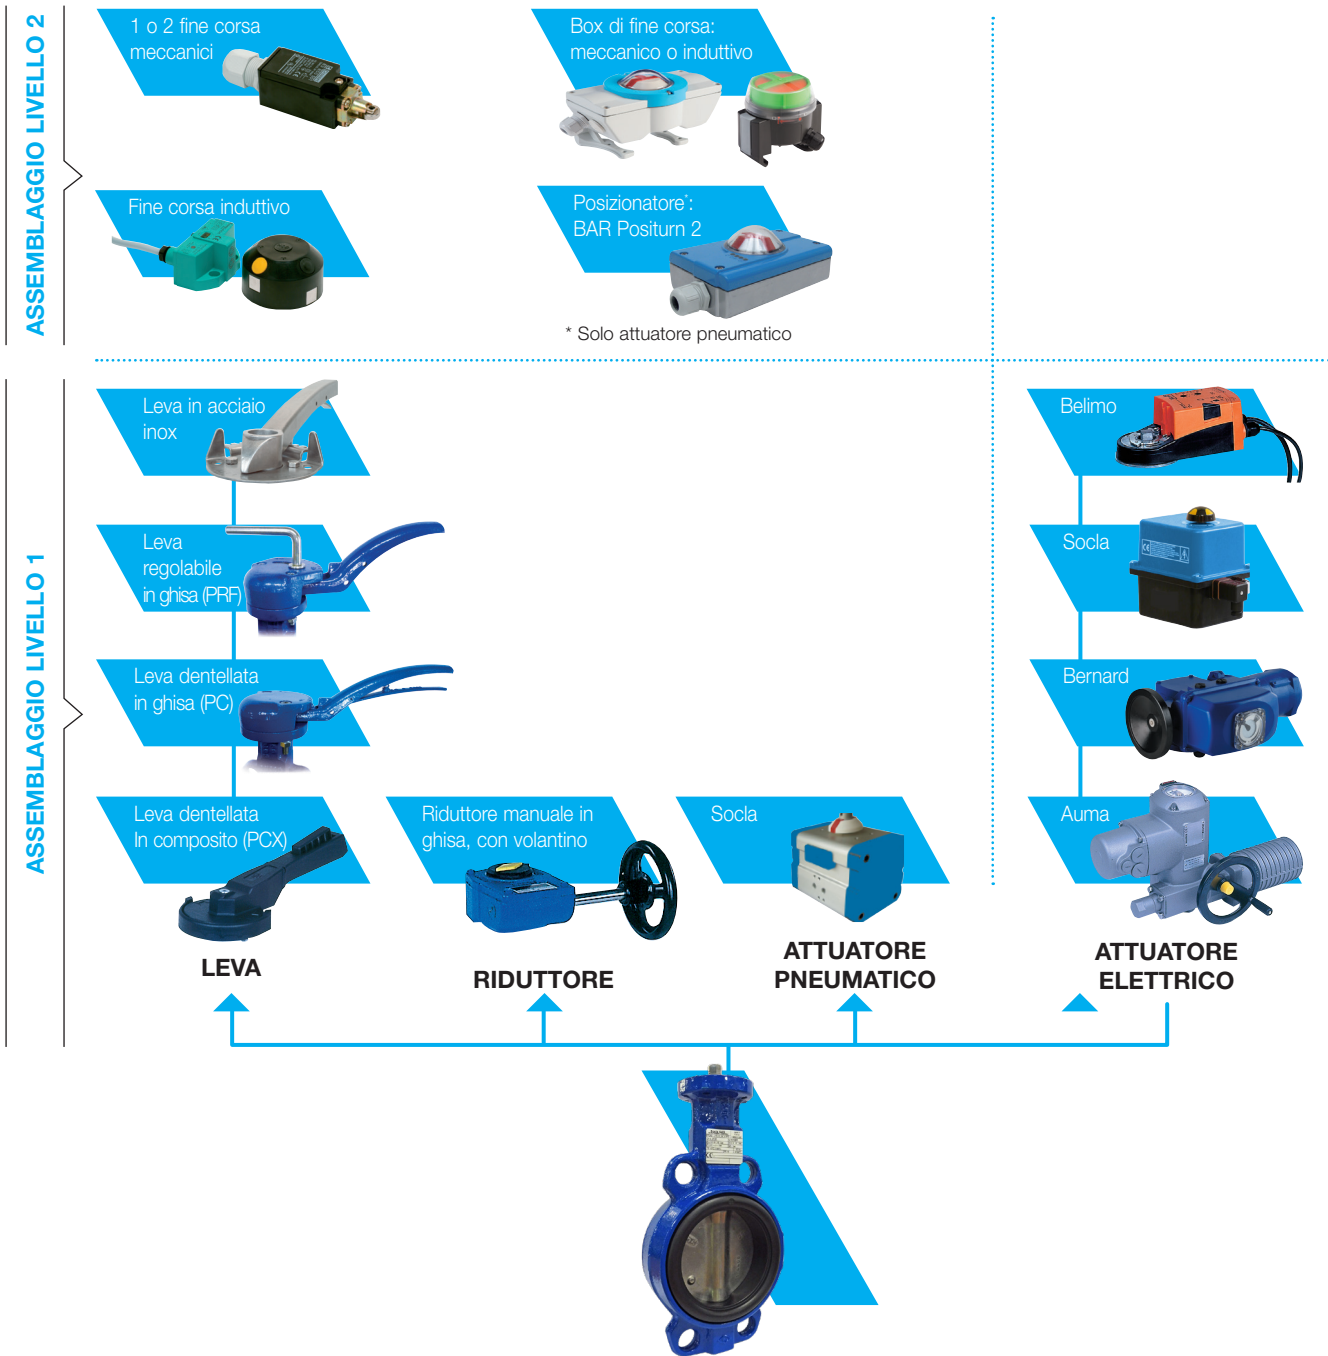 ASSEMBLAGGIO LIVELLO 2
1 o 2 fine corsa
meccanici
Box di fine corsa:
meccanico o induttivo
Fine corsa induttivo
Posizionatore*:
BAR Positurn 2
* Solo attuatore pneumatico
ASSEMBLAGGIO LIVELLO 1
Leva in acciaio
inox
Leva
regolabile
in ghisa (PRF)
Leva dentellata
in ghisa (PC)
Leva dentellata
In composito (PCX)
Riduttore manuale in
ghisa, con volantino
Socla
Belimo
Socla
Bernard
Auma
LEVA
RIDUTTORE
ATTUATORE
PNEUMATICO
ATTUATORE
ELETTRICO